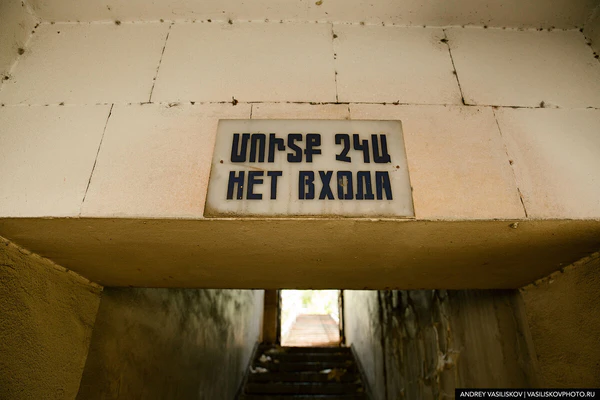 ՄՈՒՏՔ ՉԿԱ
НЕТ ВХОДА
ANDREY VASILISKOV | VASILISKOVPHOTO.RU